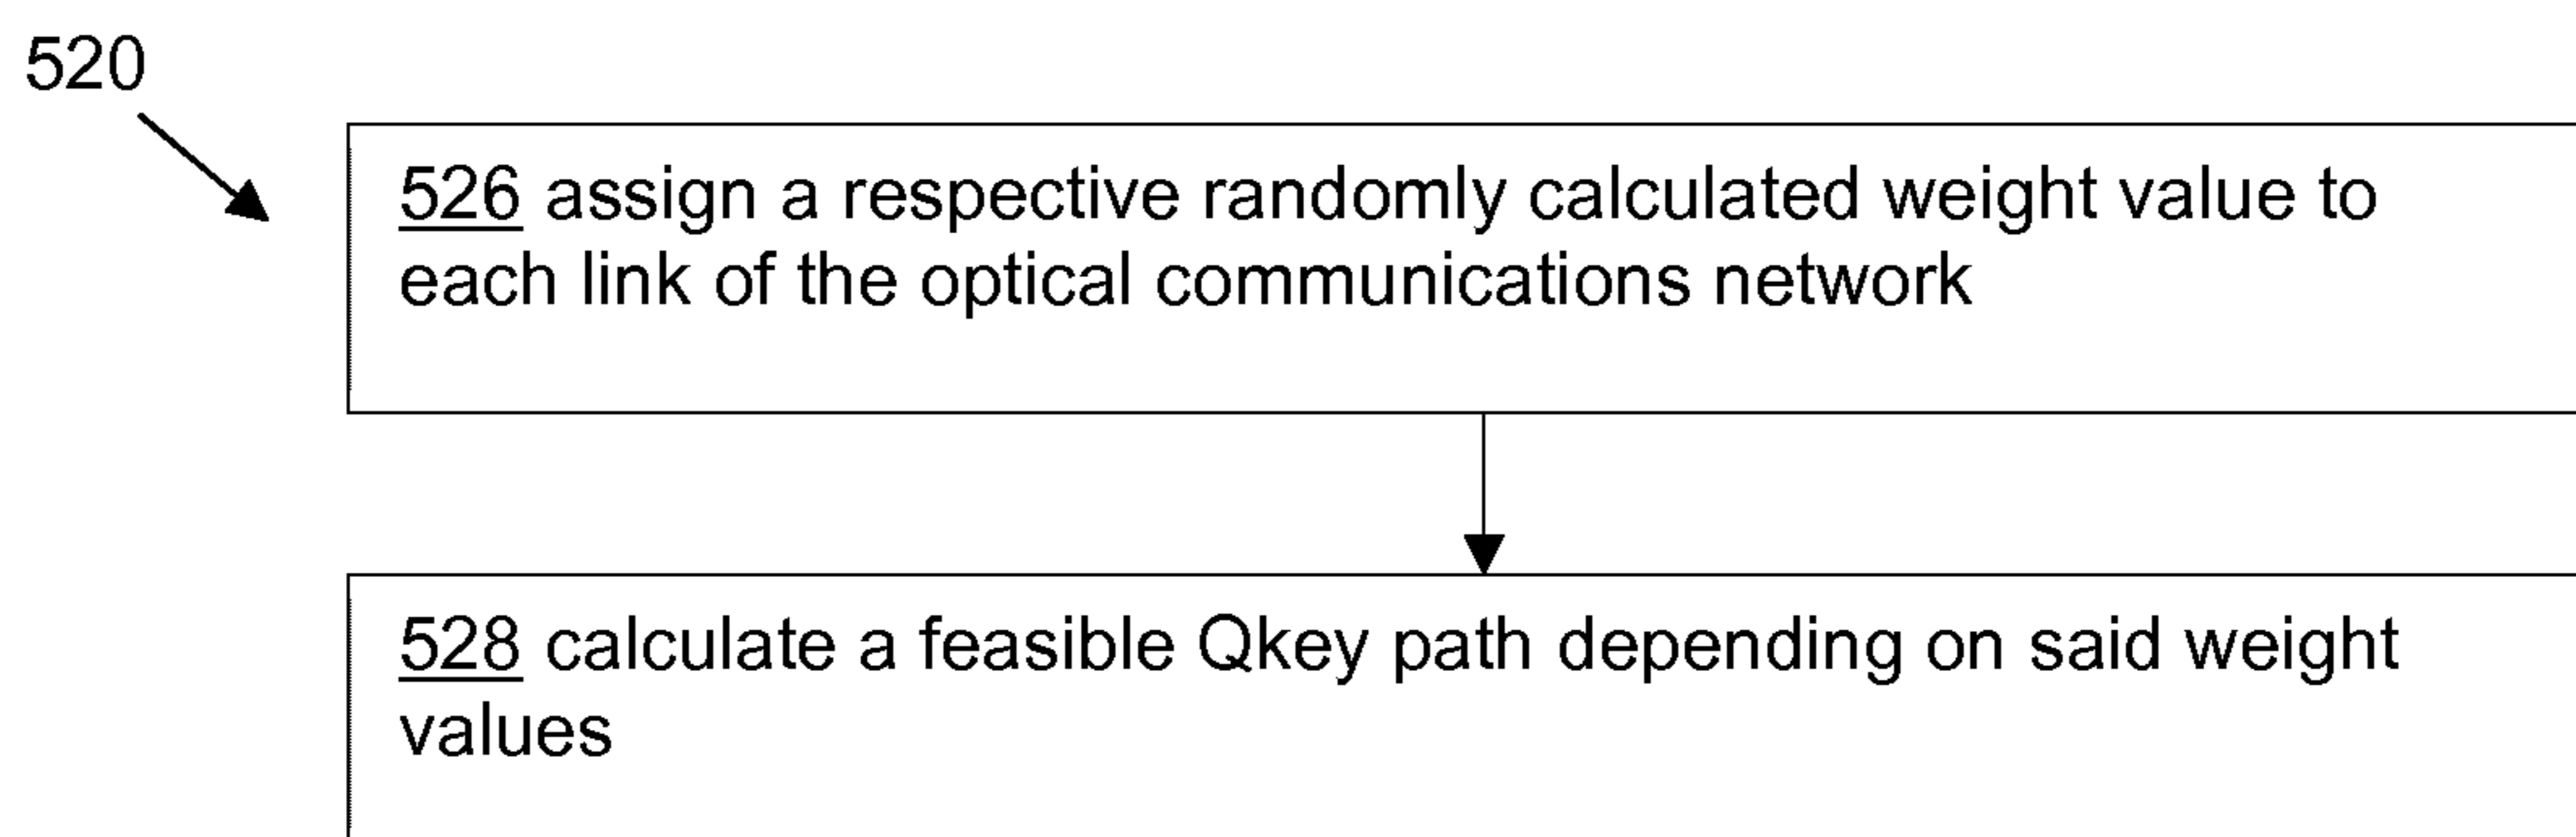 520
526 assign a respective randomly calculated weight value to
each link of the optical communications network
528 calculate a feasible Qkey path depending on said weight
values